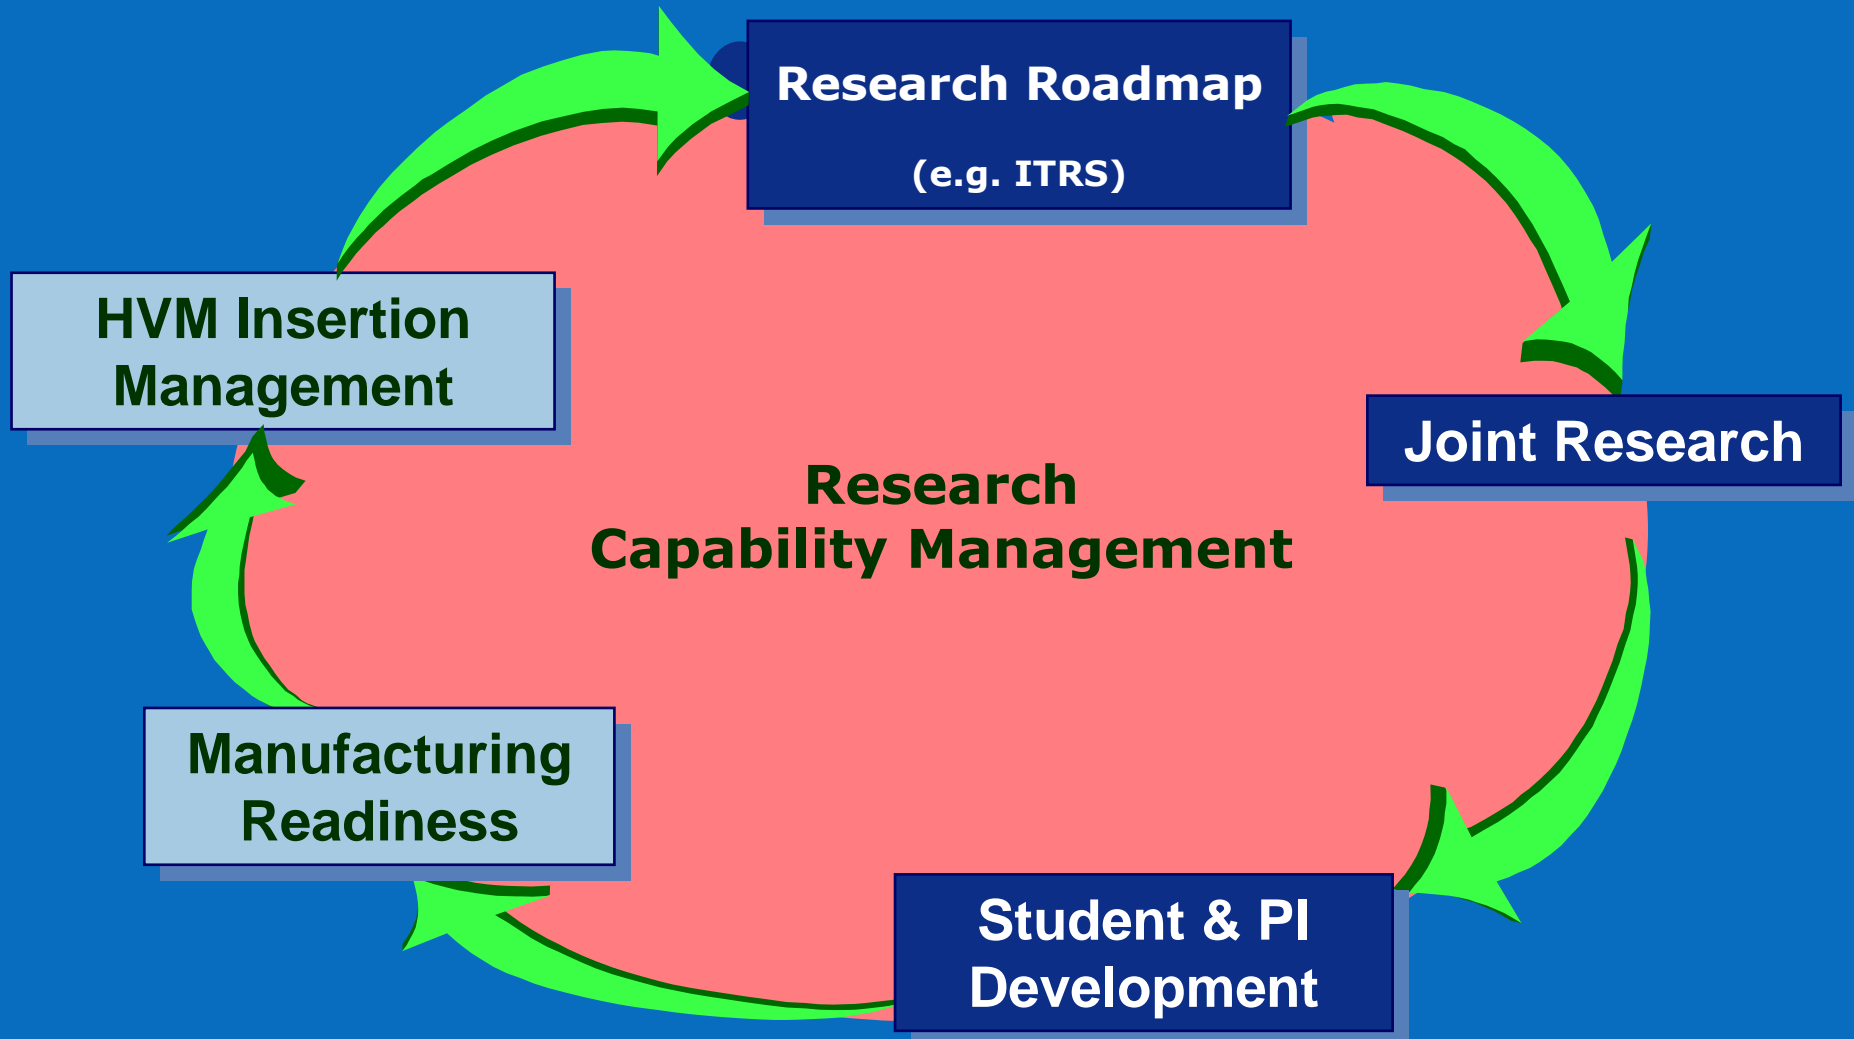 Research Roadmap
(e.g. ITRS)
HVM Insertion
Management
Joint Research
Research
Capability Management
Manufacturing
Readiness
Student & PI
Development